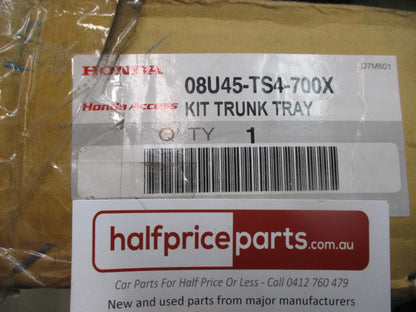 HONDA
08U45-TS4-700X
D7M601
Honda Access
KIT TRUNK TRAY
Q'TY 1
halfpriceparts.com.au
Car Parts For Half Price Or Less - Call 0412 760 479
New and used parts from major manufacturers